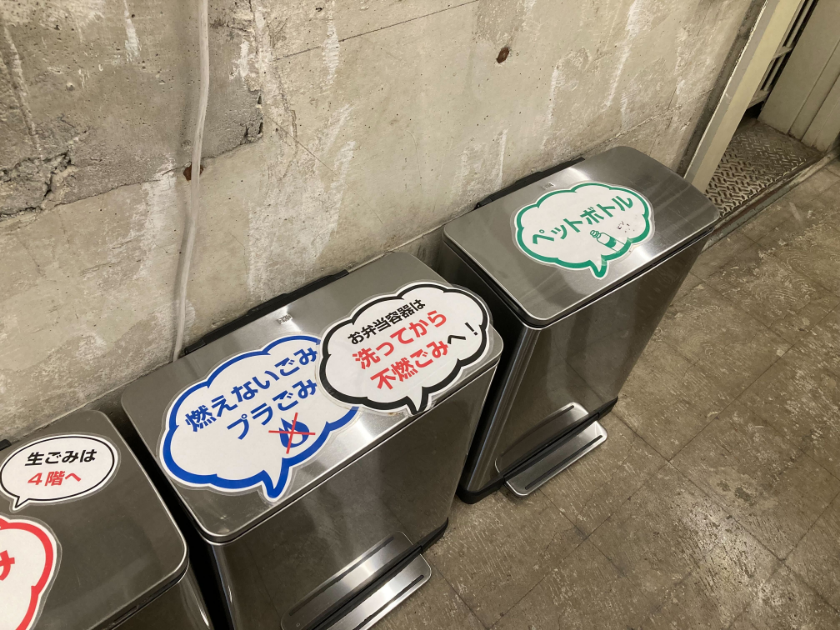 生ごみは
4階へ
み
燃えないごみ
プラごみ
お弁当容器は
洗ってから
不燃ごみへ!
ペットボトル